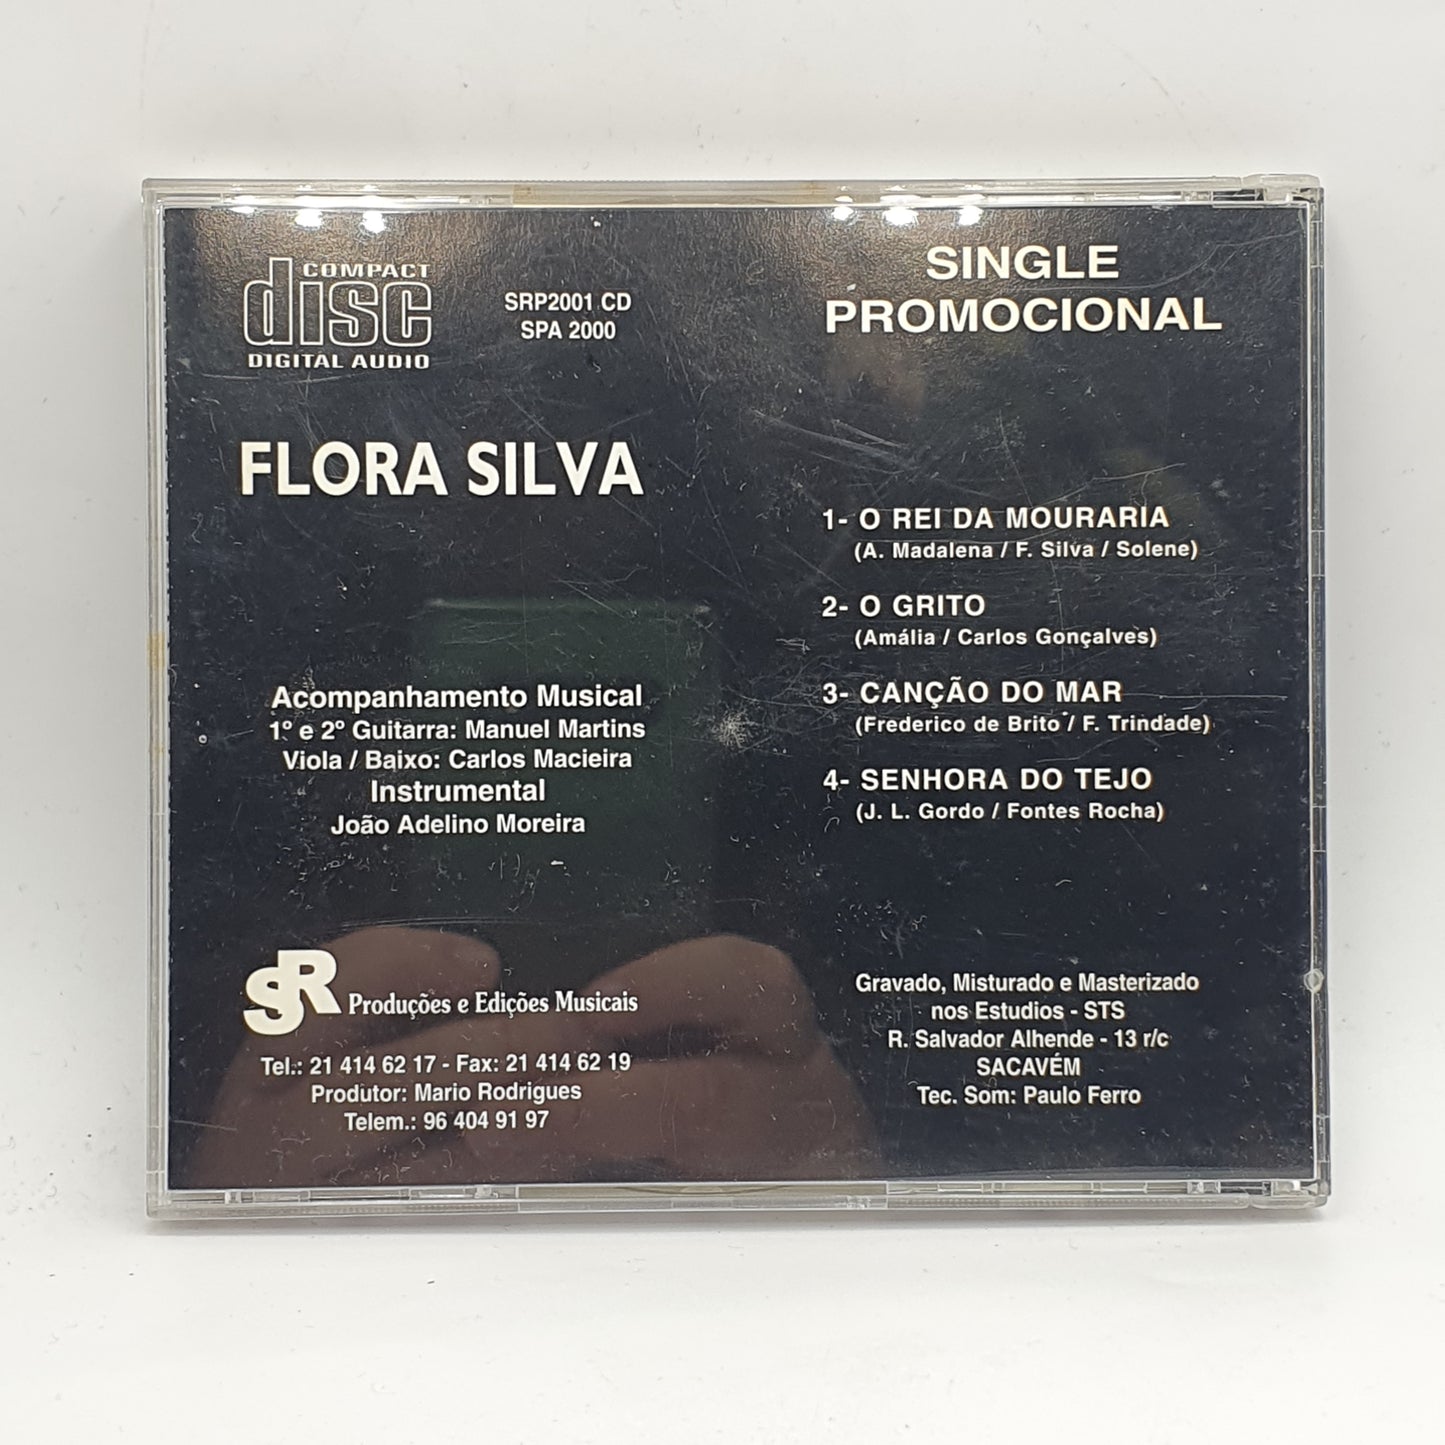 COMPACT
disc
DIGITAL AUDIO
SRP2001 CD
SPA 2000
SINGLE
PROMOCIONAL
FLORA SILVA
1- O REI DA MOURARIA
(A. Madalena / F. Silva / Solene)
2- O GRITO
(Amália / Carlos Gonçalves)
3- CANÇÃO DO MAR
(Frederico de Brito / F. Trindade)
4- SENHORA DO TEJO
(J. L. Gordo / Fontes Rocha)
Acompanhamento Musical
1º e 2º Guitarra: Manuel Martins
Viola / Baixo: Carlos Macieira
Instrumental
João Adelino Moreira
SR Produções e Edições Musicais
Tel.: 21 414 62 17 - Fax: 21 414 62 19
Produtor: Mario Rodrigues
Telem.: 96 404 91 97
Gravado, Misturado e Masterizado
nos Estudios - STS
R. Salvador Alhende - 13 r/c
SACAVÉM
Tec. Som: Paulo Ferro